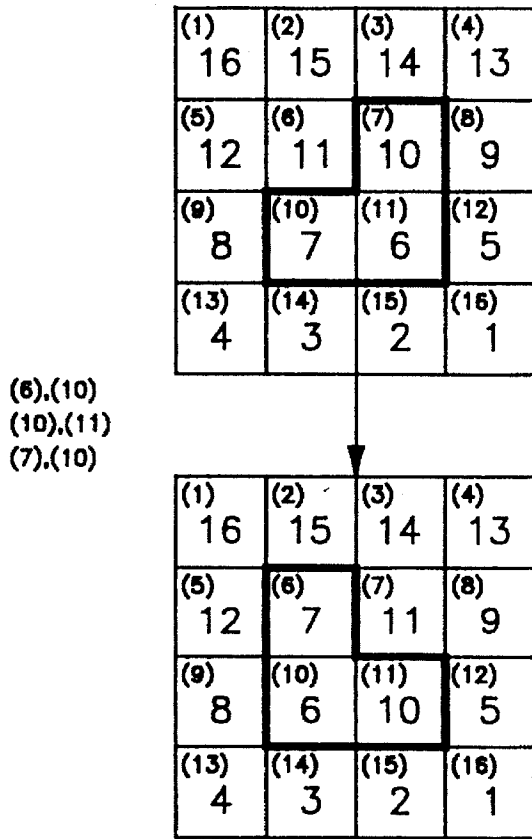 (1) (2) (3) (4)
16 15 14 13
(5) (6) (7) (8)
12 11 10 9
(9) (10) (11) (12)
8 7 6 5
(13) (14) (15) (16)
4 3 2 1
(6),(10)
(10),(11)
(7),(10)
(1) (2) (3) (4)
16 15 14 13
(5) (6) (7) (8)
12 7 11 9
(9) (10) (11) (12)
8 6 10 5
(13) (14) (15) (16)
4 3 2 1